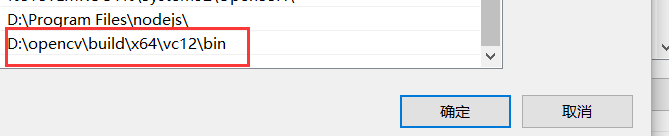 D:\Program Files\nodejs\
D:\opencv\build\x64\vc12\bin
确定
取消